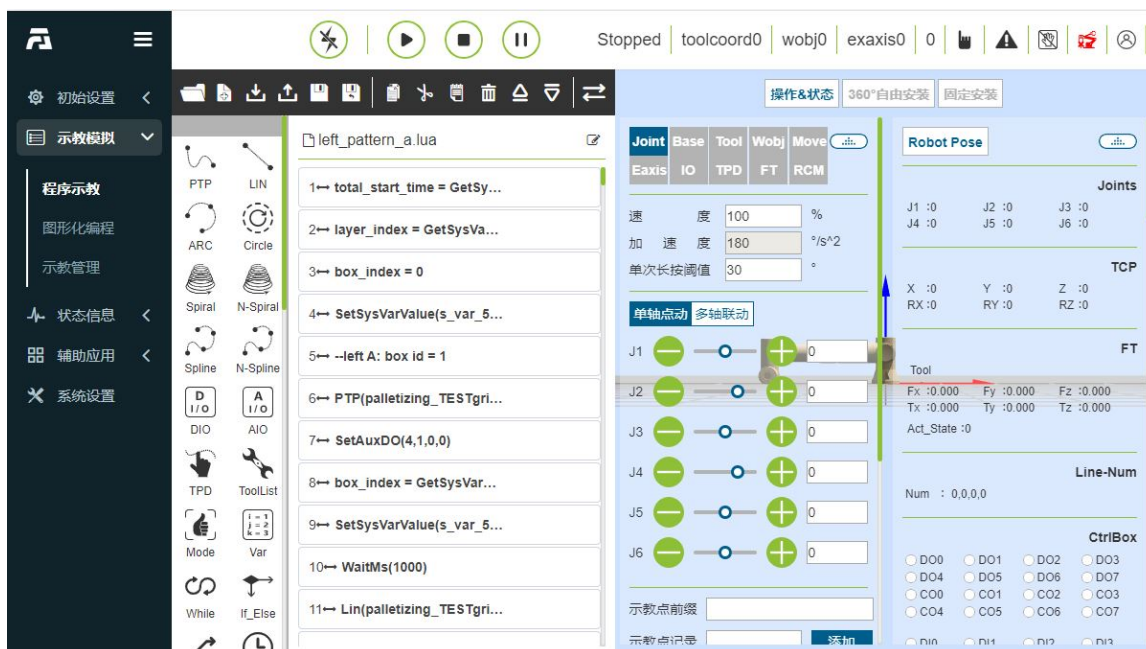 Stopped toolcoord0 wobj0 exaxis0 0
初始设置
示教模拟
程序示教
图形化编程
示教管理
状态信息
辅助应用
系统设置
PTP LIN
ARC Circle
Spiral N-Spiral
Spline N-Spline
D I/O A I/O
DIO AIO
TPD ToolList
i = 1
j = 2
k = 3
Mode Var
While If_Else
left_pattern_a.lua
1 total_start_time = GetSy...
2 layer_index = GetSysVa...
3 box_index = 0
4 SetSysVarValue(s_var_5...
5 --left A: box id = 1
6 PTP(palletizing_TESTgri...
7 SetAuxDO(4,1,0,0)
8 box_index = GetSysVar...
9 SetSysVarValue(s_var_5...
10 WaitMs(1000)
11 Lin(palletizing_TESTgri...
操作&状态 360°自由安装 固定安装
Joint Base Tool Wobj Move
Eaxis IO TPD FT RCM
速度 100 %
加速度 180 °/s^2
单次长按阈值 30 °
单轴点动 多轴联动
J1 0
J2 0
J3 0
J4 0
J5 0
J6 0
示教点前缀
示教点记录 添加
Robot Pose
Joints
J1 :0 J2 :0 J3 :0
J4 :0 J5 :0 J6 :0
TCP
X :0 Y :0 Z :0
RX :0 RY :0 RZ :0
FT
Tool
Fx :0.000 Fy :0.000 Fz :0.000
Tx :0.000 Ty :0.000 Tz :0.000
Act_State :0
Line-Num
Num : 0,0,0,0
CtrlBox
DO0 DO1 DO2 DO3
DO4 DO5 DO6 DO7
CO0 CO1 CO2 CO3
CO4 CO5 CO6 CO7
DI0 DI1 DI2 DI3